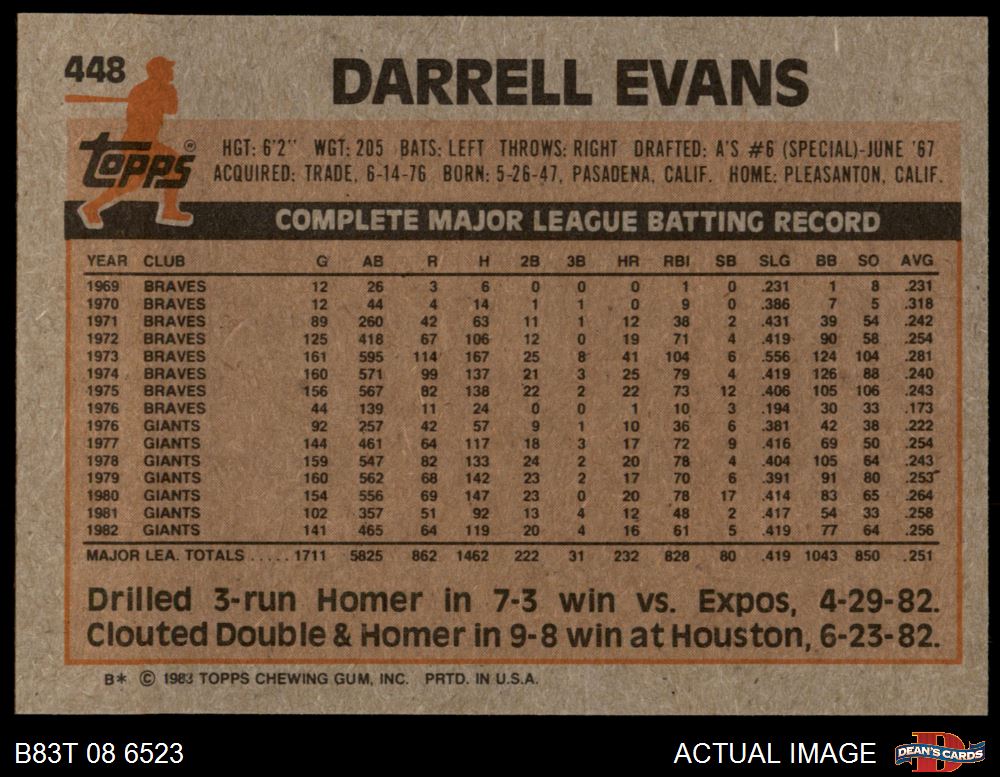 448
DARRELL EVANS
Topps®
HGT: 6'2" WGT: 205 BATS: LEFT THROWS: RIGHT DRAFTED: A'S #6 (SPECIAL)-JUNE '67
ACQUIRED: TRADE, 6-14-76 BORN: 5-26-47, PASADENA, CALIF. HOME: PLEASANTON, CALIF.
COMPLETE MAJOR LEAGUE BATTING RECORD
YEAR CLUB G AB R H 2B 3B HR RBI SB SLG BB SO AVG
1969 BRAVES 12 26 3 6 0 0 0 1 0 .231 1 8 .231
1970 BRAVES 12 44 4 14 1 1 0 9 0 .386 7 5 .318
1971 BRAVES 89 260 42 63 11 1 12 38 2 .431 39 54 .242
1972 BRAVES 125 418 67 106 12 0 19 71 4 .419 90 58 .254
1973 BRAVES 161 595 114 167 25 8 41 104 6 .556 124 104 .281
1974 BRAVES 160 571 99 137 21 3 25 79 4 .419 126 88 .240
1975 BRAVES 156 567 82 138 22 2 22 73 12 .406 105 106 .243
1976 BRAVES 44 139 11 24 0 0 1 10 3 .194 30 33 .173
1976 GIANTS 92 257 42 57 9 1 10 36 6 .381 42 38 .222
1977 GIANTS 144 461 64 117 18 3 17 72 9 .416 69 50 .254
1978 GIANTS 159 547 82 133 24 2 20 78 4 .404 105 64 .243
1979 GIANTS 160 562 68 142 23 2 17 70 6 .391 91 80 .253
1980 GIANTS 154 556 69 147 23 0 20 78 17 .414 83 65 .264
1981 GIANTS 102 357 51 92 13 4 12 48 2 .417 54 33 .258
1982 GIANTS 141 465 64 119 20 4 16 61 5 .419 77 64 .256
MAJOR LEA. TOTALS .....1711 5825 862 1462 222 31 232 828 80 .419 1043 850 .251
Drilled 3-run Homer in 7-3 win vs. Expos, 4-29-82.
Clouted Double & Homer in 9-8 win at Houston, 6-23-82.
B* © 1983 TOPPS CHEWING GUM, INC. PRTD. IN U.S.A.
B83T 08 6523
ACTUAL IMAGE
DEAN'S CARDS